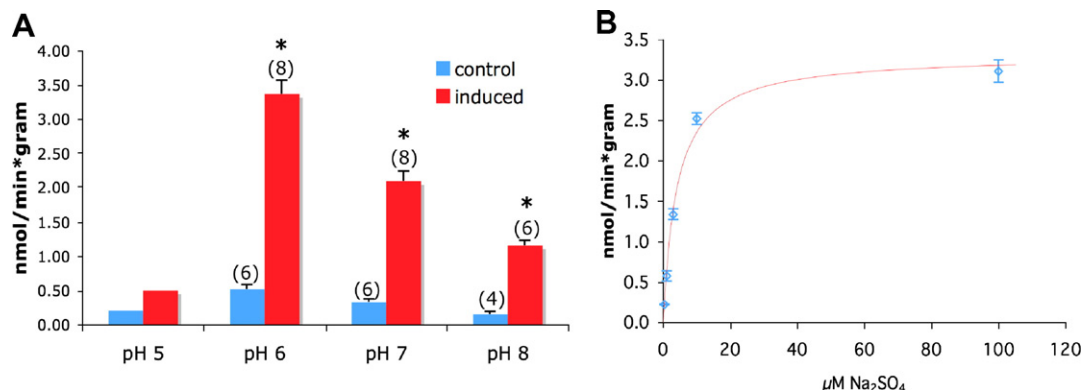 A
nmol/min*gram
4.00
3.50
3.00
2.50
2.00
1.50
1.00
0.50
0.00
control
induced
(6)
*
(8)
(6)
*
(8)
(4)
*
(6)
pH 5 pH 6 pH 7 pH 8
B
nmol/min*gram
3.5
3.0
2.5
2.0
1.5
1.0
0.5
0.0
0 20 40 60 80 100 120
µM Na₂SO₄